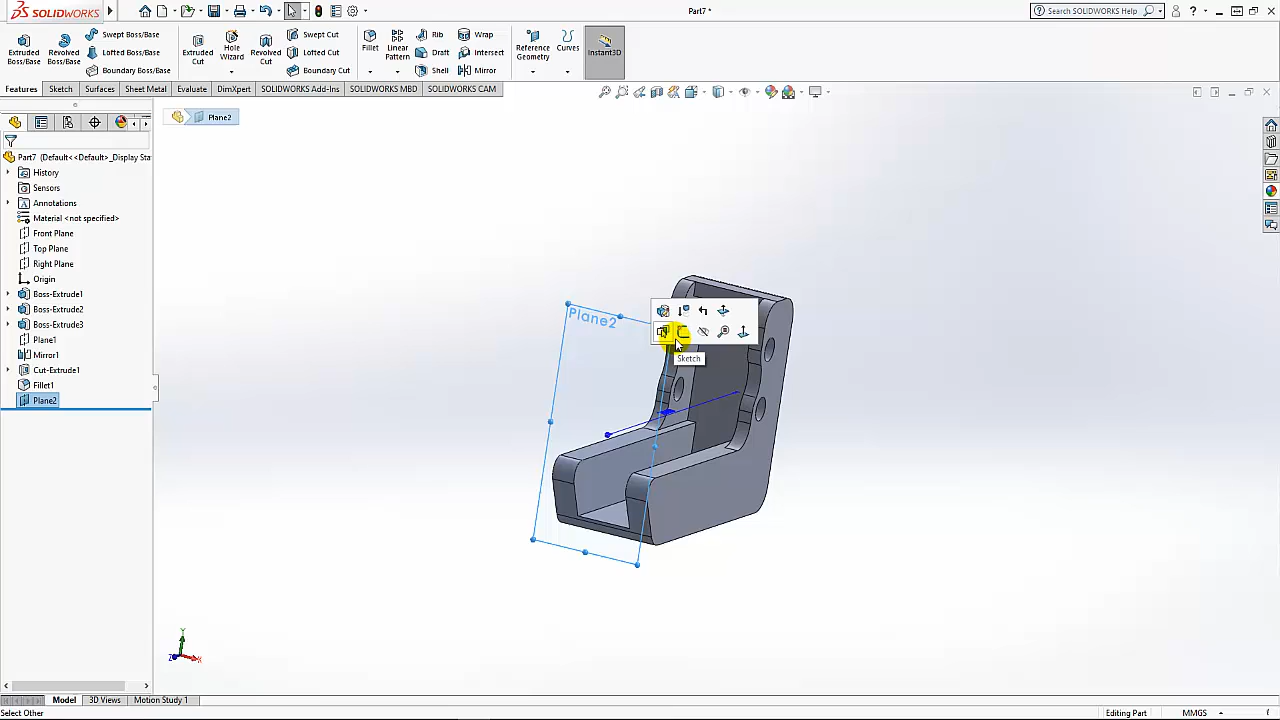 SOLIDWORKS
Part7 *
Search SOLIDWORKS Help
Extruded Boss/Base
Revolved Boss/Base
Swept Boss/Base
Lofted Boss/Base
Boundary Boss/Base
Extruded Cut
Hole Wizard
Revolved Cut
Swept Cut
Lofted Cut
Boundary Cut
Fillet
Linear Pattern
Rib
Draft
Shell
Wrap
Intersect
Mirror
Reference Geometry
Curves
Instant3D
Features
Sketch
Surfaces
Sheet Metal
Evaluate
DimXpert
SOLIDWORKS Add-Ins
SOLIDWORKS MBD
SOLIDWORKS CAM
Plane2
Part7 (Default<<Default>_Display Sta
History
Sensors
Annotations
Material <not specified>
Front Plane
Top Plane
Right Plane
Origin
Boss-Extrude1
Boss-Extrude2
Boss-Extrude3
Plane1
Mirror1
Cut-Extrude1
Fillet1
Plane2
Plane2
Sketch
Y
X
Z
Model
3D Views
Motion Study 1
Select Other
Editing Part
MMGS